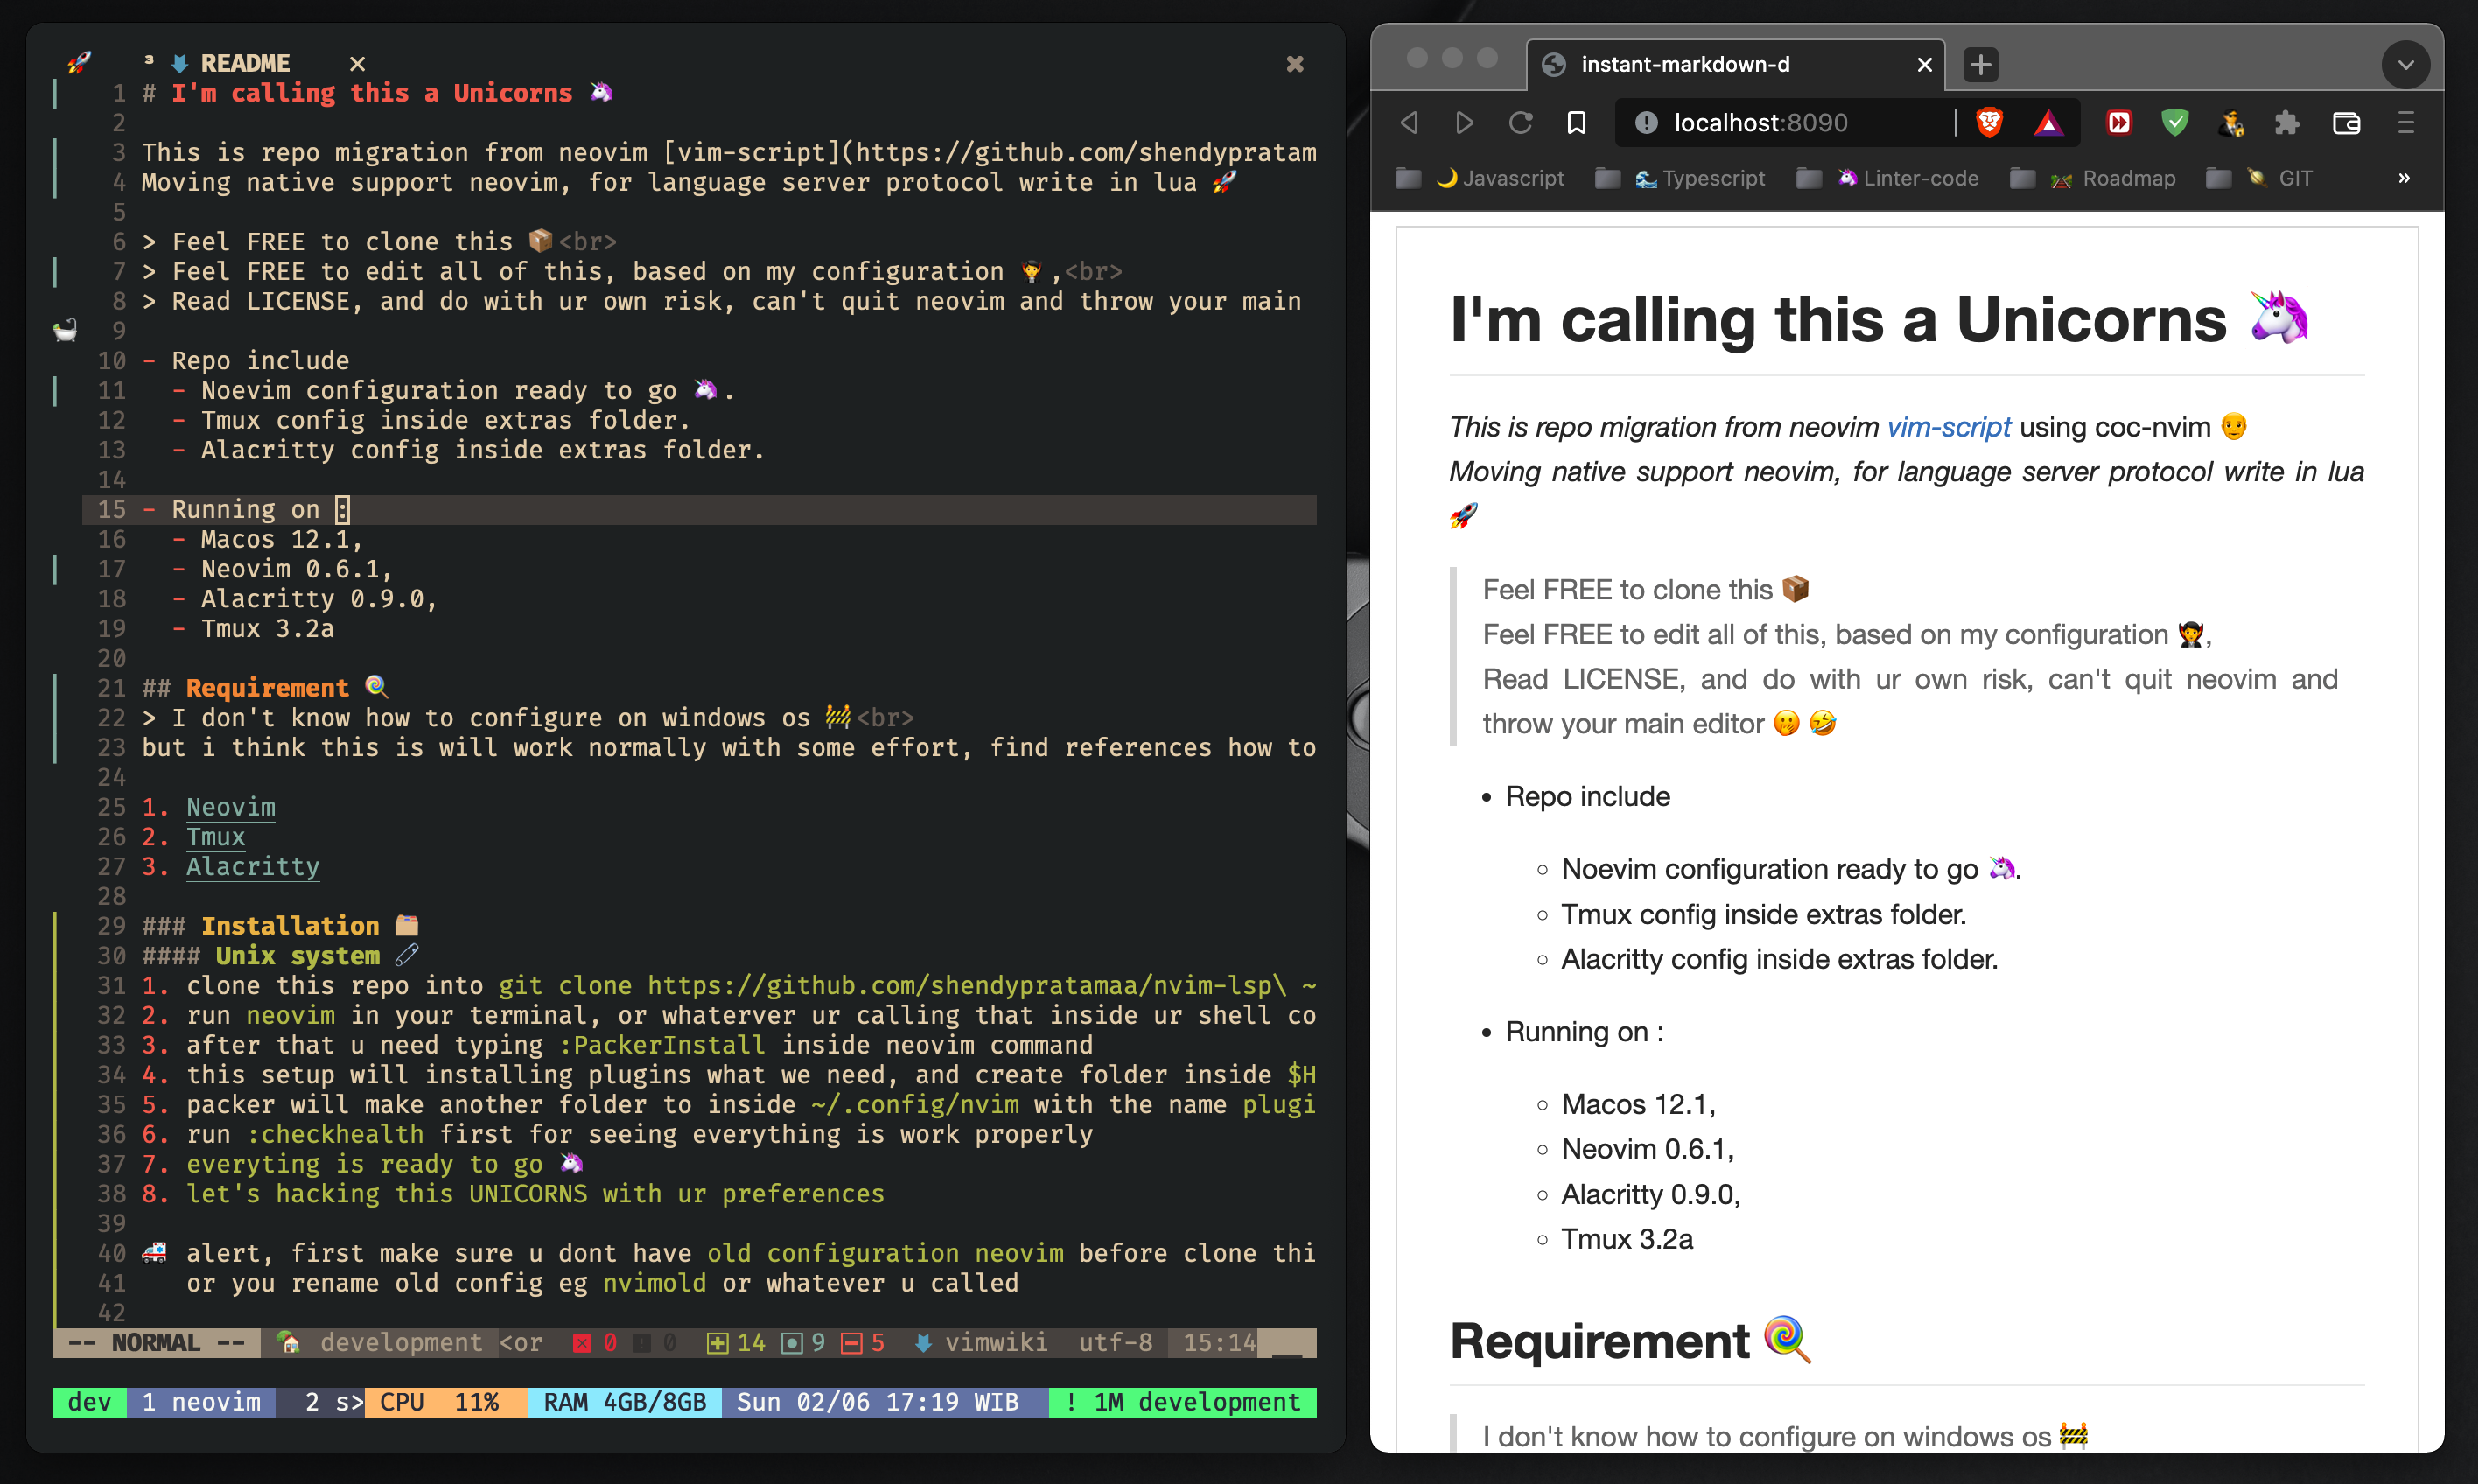 🚀 ³ README ×
1 # I'm calling this a Unicorns 🦄
2
3 This is repo migration from neovim [vim-script](https://github.com/shendypratam
4 Moving native support neovim, for language server protocol write in lua 🚀
5
6 > Feel FREE to clone this 📦<br>
7 > Feel FREE to edit all of this, based on my configuration 🧛,<br>
8 > Read LICENSE, and do with ur own risk, can't quit neovim and throw your main
9
10 - Repo include
11 - Noevim configuration ready to go 🦄.
12 - Tmux config inside extras folder.
13 - Alacritty config inside extras folder.
14
15 - Running on :
16 - Macos 12.1,
17 - Neovim 0.6.1,
18 - Alacritty 0.9.0,
19 - Tmux 3.2a
20
21 ## Requirement 🍭
22 > I don't know how to configure on windows os 🚧<br>
23 but i think this is will work normally with some effort, find references how to
24
25 1. Neovim
26 2. Tmux
27 3. Alacritty
28
29 ### Installation 🗂
30 #### Unix system 🧷
31 1. clone this repo into git clone https://github.com/shendypratamaa/nvim-lsp\ ~
32 2. run neovim in your terminal, or whaterver ur calling that inside ur shell co
33 3. after that u need typing :PackerInstall inside neovim command
34 4. this setup will installing plugins what we need, and create folder inside $H
35 5. packer will make another folder to inside ~/.config/nvim with the name plugi
36 6. run :checkhealth first for seeing everything is work properly
37 7. everyting is ready to go 🦄
38 8. let's hacking this UNICORNS with ur preferences
39
40 🚑 alert, first make sure u dont have old configuration neovim before clone thi
41 or you rename old config eg nvimold or whatever u called
42
-- NORMAL -- 🏡 development <or 0 0 14 9 5 vimwiki utf-8 15:14
dev 1 neovim 2 s> CPU 11% RAM 4GB/8GB Sun 02/06 17:19 WIB ! 1M development
instant-markdown-d
localhost:8090
🌙Javascript 🌊Typescript 🦄Linter-code Roadmap 🪐 GIT »
I'm calling this a Unicorns 🦄
This is repo migration from neovim vim-script using coc-nvim 👴
Moving native support neovim, for language server protocol write in lua
🚀
Feel FREE to clone this 📦
Feel FREE to edit all of this, based on my configuration 🧛,
Read LICENSE, and do with ur own risk, can't quit neovim and
throw your main editor 🤭 🤣
• Repo include
◦ Noevim configuration ready to go 🦄.
◦ Tmux config inside extras folder.
◦ Alacritty config inside extras folder.
• Running on :
◦ Macos 12.1,
◦ Neovim 0.6.1,
◦ Alacritty 0.9.0,
◦ Tmux 3.2a
Requirement 🍭
I don't know how to configure on windows os 🚧